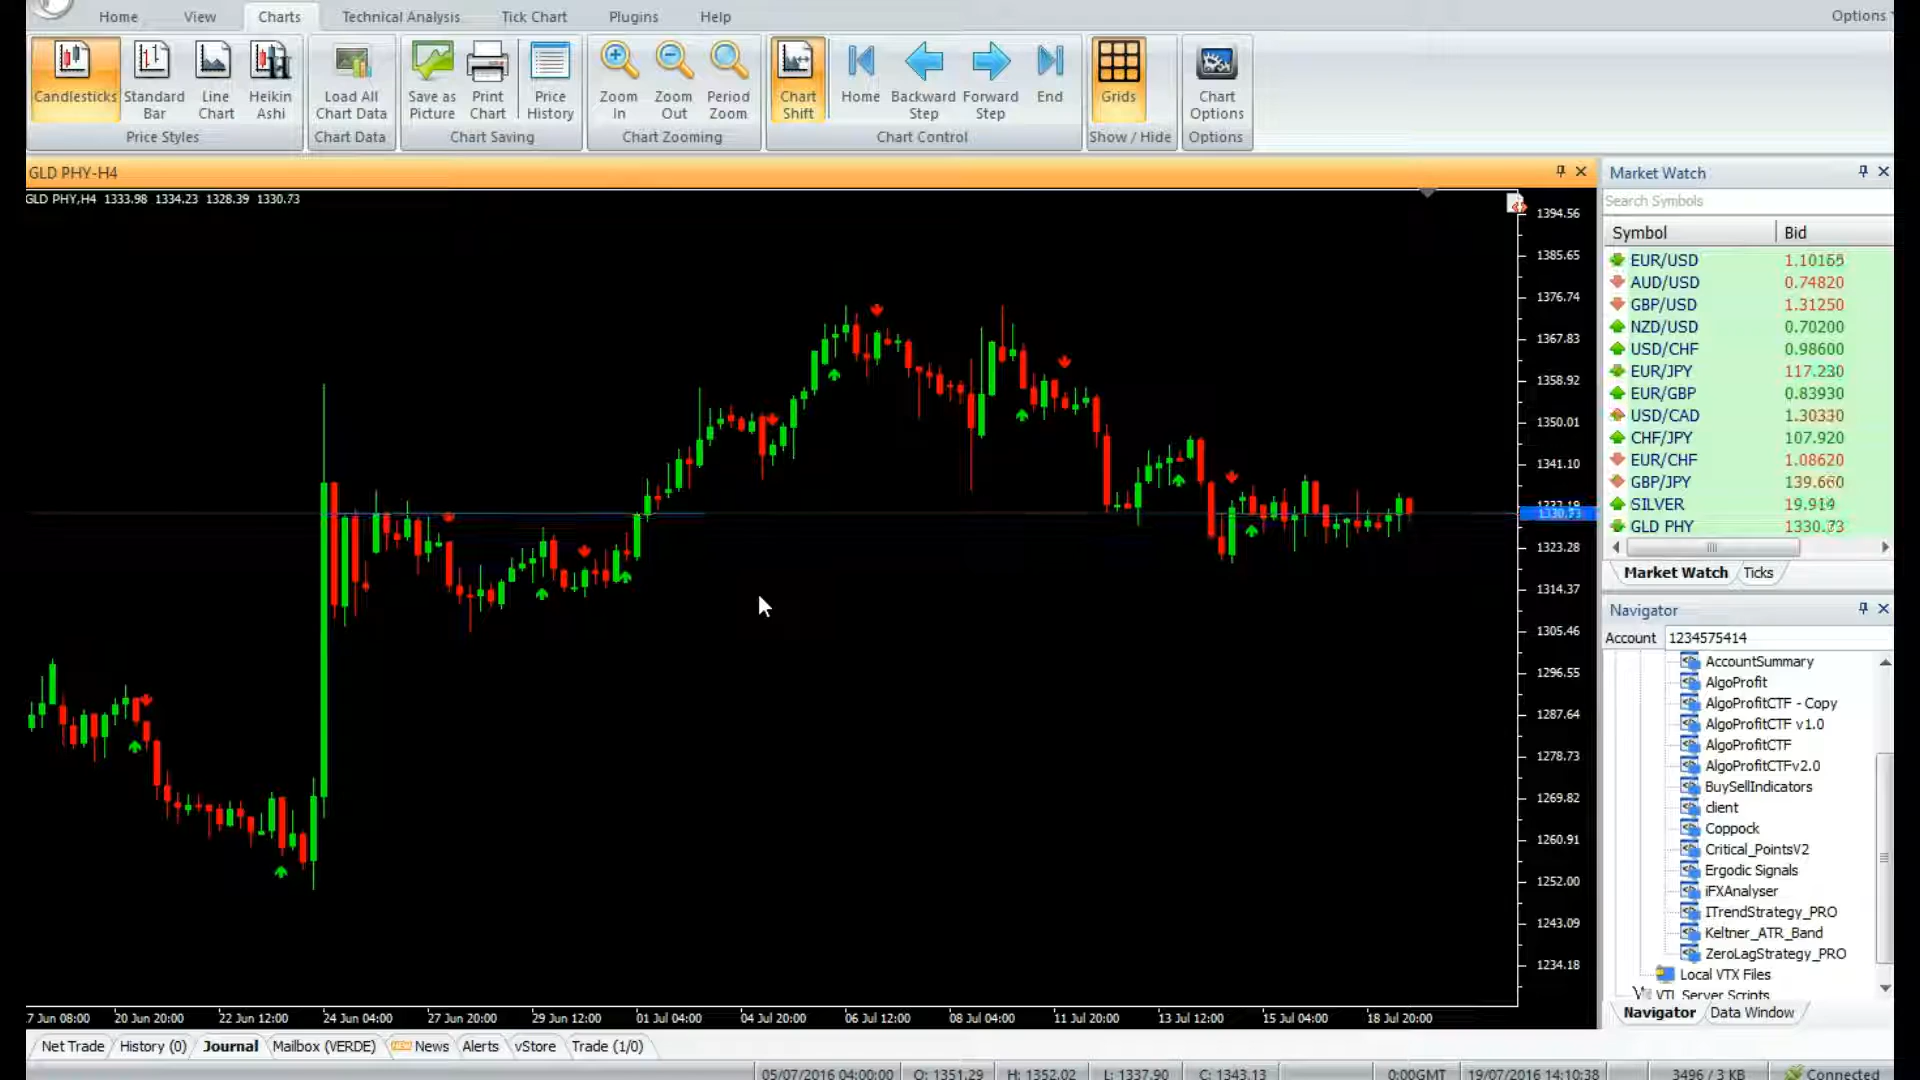 Home View Charts Technical Analysis Tick Chart Plugins Help Options
Candlesticks Standard Bar Line Chart Heikin Ashi Load All Chart Data Save as Picture Print Chart Price History Zoom In Zoom Out Period Zoom Chart Shift Home Backward Step Forward Step End Grids Chart Options
Price Styles Chart Data Chart Saving Chart Zooming Chart Control Show / Hide Options
GLD PHY-H4
GLD PHY,H4 1333.98 1334.23 1328.39 1330.73
1394.56
1385.65
1376.74
1367.83
1358.92
1350.01
1341.10
1330.73
1323.28
1314.37
1305.46
1296.55
1287.64
1278.73
1269.82
1260.91
1252.00
1243.09
1234.18
7 Jun 08:00 20 Jun 20:00 22 Jun 12:00 24 Jun 04:00 27 Jun 20:00 29 Jun 12:00 01 Jul 04:00 04 Jul 20:00 06 Jul 12:00 08 Jul 04:00 11 Jul 20:00 13 Jul 12:00 15 Jul 04:00 18 Jul 20:00
Market Watch
Search Symbols
Symbol Bid
EUR/USD
AUD/USD 0.74820
GBP/USD 1.31250
NZD/USD 0.70200
USD/CHF 0.98600
EUR/JPY 117.230
EUR/GBP 0.83930
USD/CAD 1.30330
CHF/JPY 107.920
EUR/CHF 1.08620
GBP/JPY 139.660
SILVER
GLD PHY 1330.73
Market Watch Ticks
Navigator
Account 1234575414
AccountSummary
AlgoProfit
AlgoProfitCTF - Copy
AlgoProfitCTF v1.0
AlgoProfitCTF
AlgoProfitCTFv2.0
BuySellIndicators
client
Coppock
Critical_PointsV2
Ergodic Signals
iFXAnalyser
ITrendStrategy_PRO
Keltner_ATR_Band
ZeroLagStrategy_PRO
Local VTX Files
VTL Server Scripts
Navigator Data Window
Net Trade History (0) Journal Mailbox (VERDE) News Alerts vStore Trade (1/0)
05/07/2016 04:00:00 O: 1351.29 H: 1352.02 L: 1337.90 C: 1343.13 0:00GMT 19/07/2016 14:10:38 3496 / 3 KB Connected